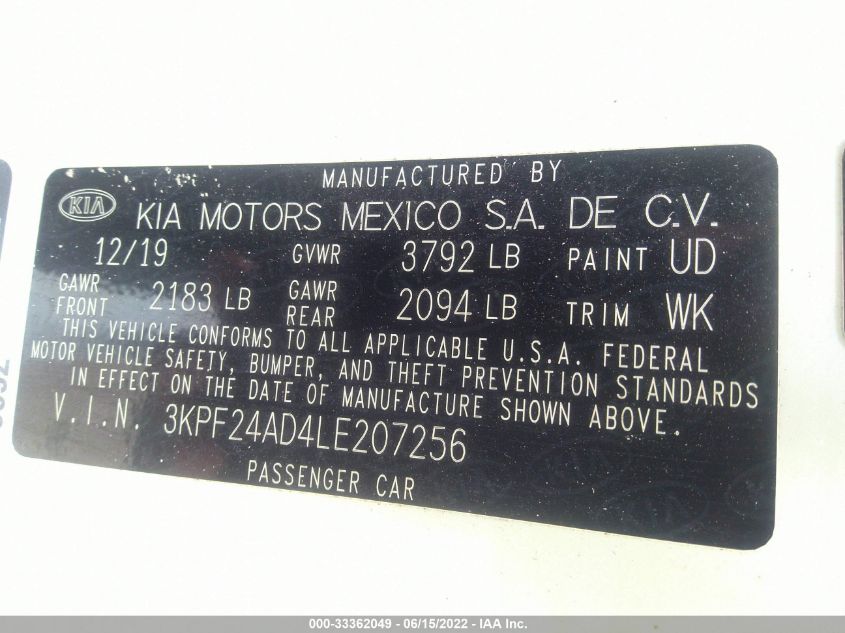 MANUFACTURED BY
KIA KIA MOTORS MEXICO S.A. DE C.V.
12/19 GVWR 3792 LB PAINT UD
GAWR FRONT 2183 LB GAWR REAR 2094 LB TRIM WK
THIS VEHICLE CONFORMS TO ALL APPLICABLE U.S.A. FEDERAL
MOTOR VEHICLE SAFETY, BUMPER, AND THEFT PREVENTION STANDARDS
IN EFFECT ON THE DATE OF MANUFACTURE SHOWN ABOVE.
V.I.N. 3KPF24AD4LE207256
PASSENGER CAR
000-33362049 - 06/15/2022 - IAA Inc.